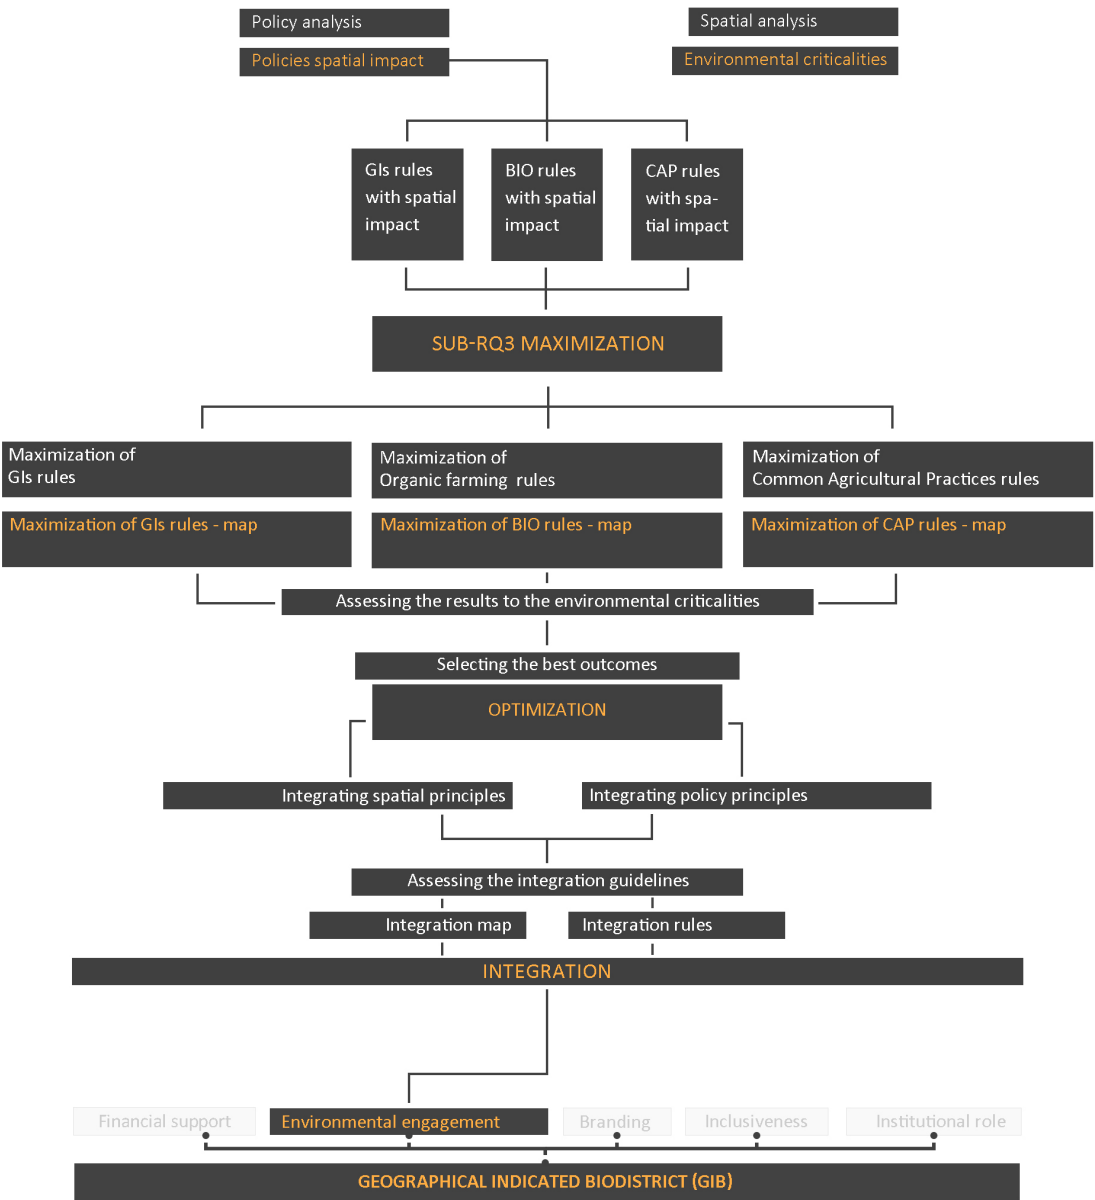 Policy analysis
Spatial analysis
Policies spatial impact
Environmental criticalities
GIs rules
with spatial
impact
BIO rules
with spatial
impact
CAP rules
with spa-
tial impact
SUB-RQ3 MAXIMIZATION
Maximization of
GIs rules
Maximization of
Organic farming rules
Maximization of
Common Agricultural Practices rules
Maximization of GIs rules - map
Maximization of BIO rules - map
Maximization of CAP rules - map
Assessing the results to the environmental criticalities
Selecting the best outcomes
OPTIMIZATION
Integrating spatial principles
Integrating policy principles
Assessing the integration guidelines
Integration map
Integration rules
INTEGRATION
Financial support
Environmental engagement
Branding
Inclusiveness
Institutional role
GEOGRAPHICAL INDICATED BIODISTRICT (GIB)